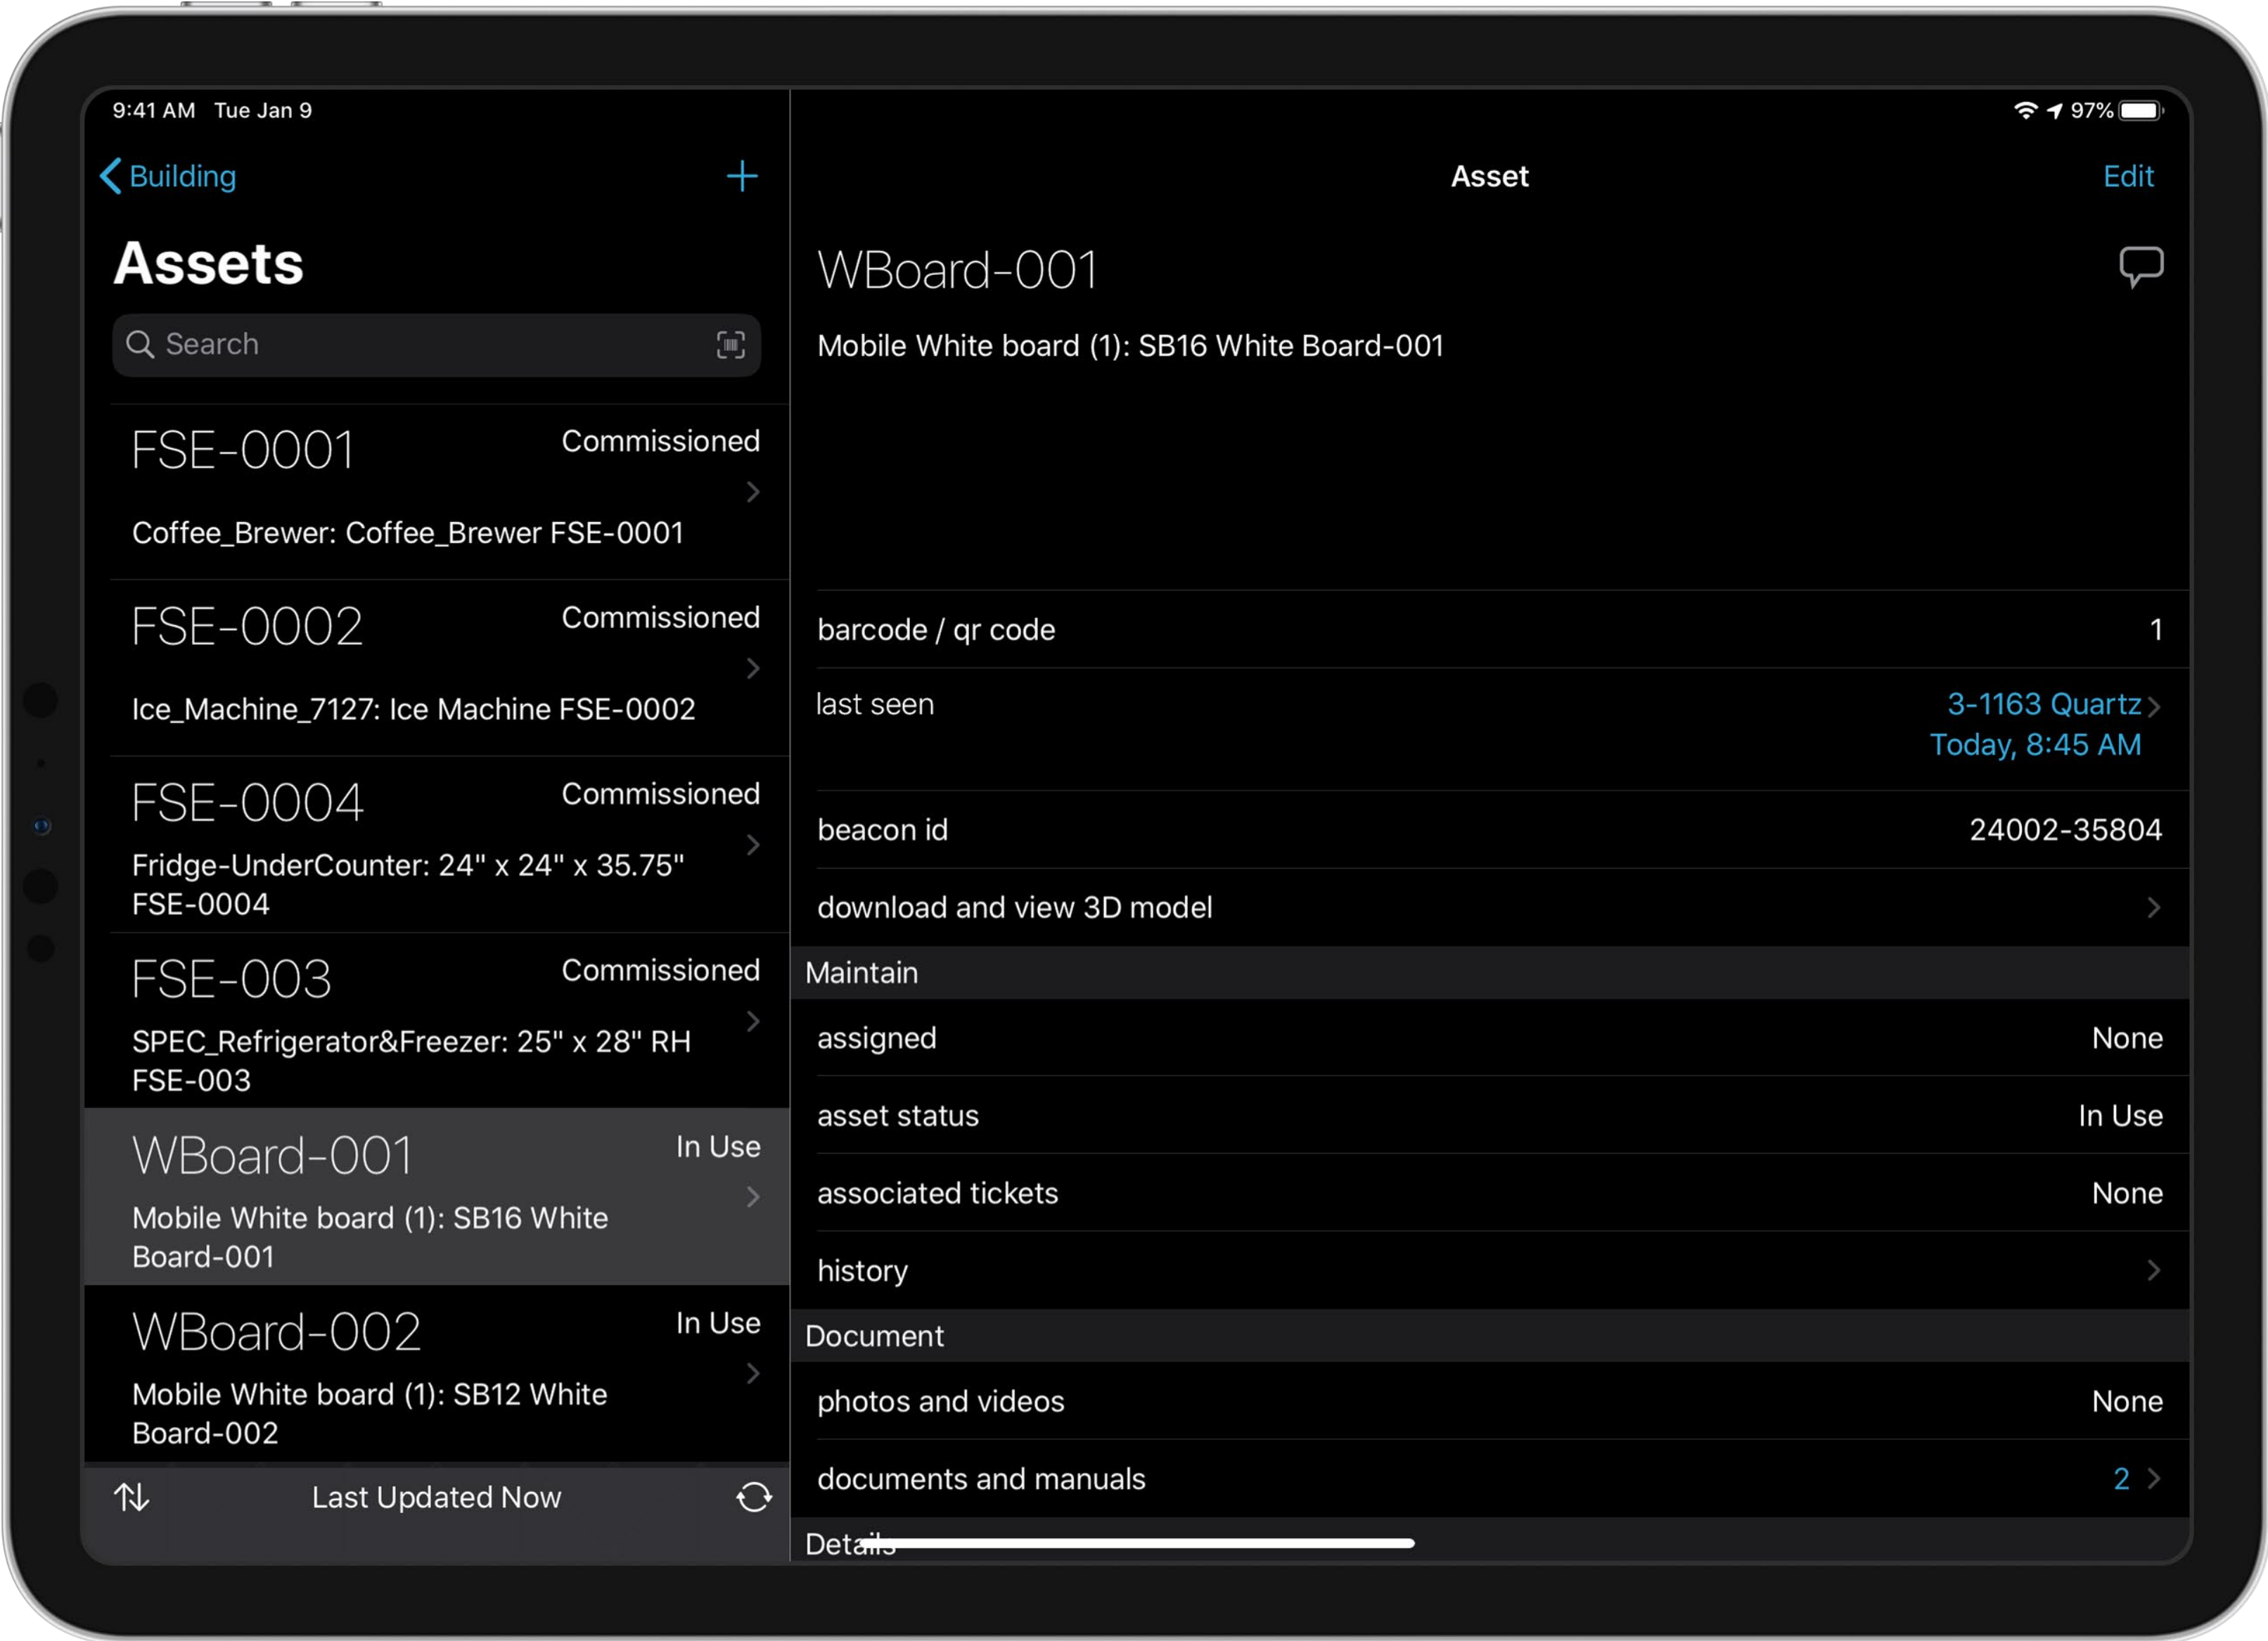 9:41 AM Tue Jan 9
97%
Building
Assets
Search
FSE-0001
Commissioned
Coffee_Brewer: Coffee_Brewer FSE-0001
FSE-0002
Commissioned
Ice_Machine_7127: Ice Machine FSE-0002
FSE-0004
Commissioned
Fridge-UnderCounter: 24" x 24" x 35.75"
FSE-0004
FSE-003
Commissioned
SPEC_Refrigerator&Freezer: 25" x 28" RH
FSE-003
WBoard-001
In Use
Mobile White board (1): SB16 White
Board-001
WBoard-002
In Use
Mobile White board (1): SB12 White
Board-002
Last Updated Now
Asset
Edit
WBoard-001
Mobile White board (1): SB16 White Board-001
barcode / qr code 1
last seen 3-1163 Quartz
Today, 8:45 AM
beacon id 24002-35804
download and view 3D model
Maintain
assigned None
asset status In Use
associated tickets None
history
Document
photos and videos None
documents and manuals 2
Details